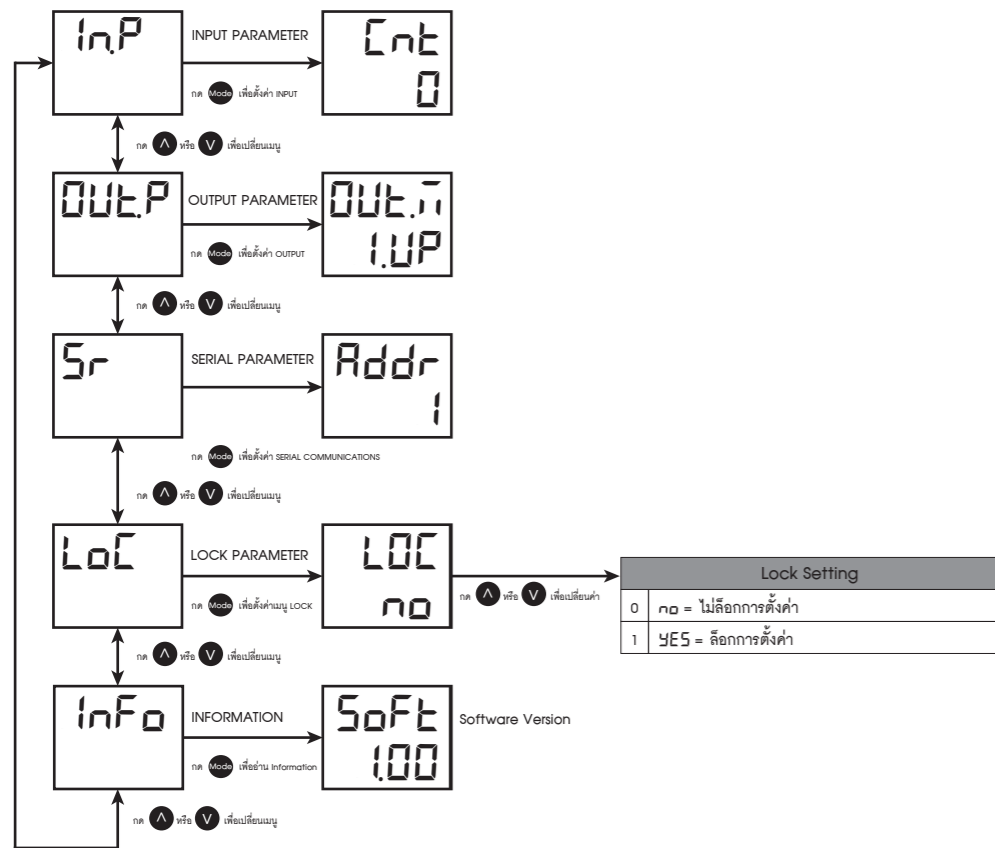 In.P
INPUT PARAMETER
กด Mode เพื่อตั้งค่า INPUT
Cnt
0
กด ∧ หรือ V เพื่อเปลี่ยนเมนู
OUt.P
OUTPUT PARAMETER
กด Mode เพื่อตั้งค่า OUTPUT
OUt.m
1.UP
กด ∧ หรือ V เพื่อเปลี่ยนเมนู
Sr
SERIAL PARAMETER
Addr
1
กด Mode เพื่อตั้งค่า SERIAL COMMUNICATIONS
กด ∧ หรือ V เพื่อเปลี่ยนเมนู
LoC
LOCK PARAMETER
กด Mode เพื่อตั้งค่าเมนู LOCK
LOC
no
กด ∧ หรือ V เพื่อเปลี่ยนค่า
Lock Setting
0 no = ไม่ล็อกการตั้งค่า
1 YES = ล็อกการตั้งค่า
กด ∧ หรือ V เพื่อเปลี่ยนเมนู
InFo
INFORMATION
กด Mode เพื่ออ่าน Information
SoFt
1.00
Software Version
กด ∧ หรือ V เพื่อเปลี่ยนเมนู